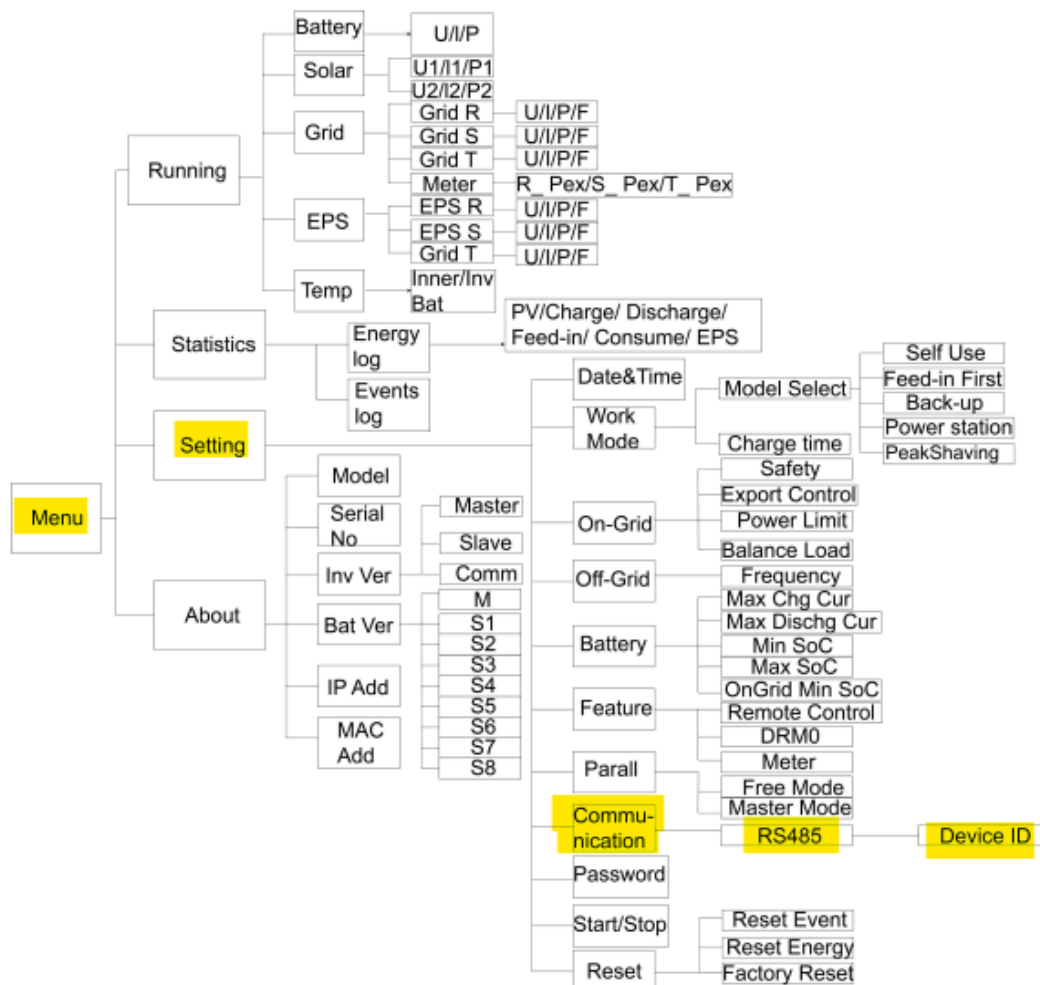 Battery
U/I/P
Solar
U1/I1/P1
U2/I2/P2
Grid
Grid R
U/I/P/F
Grid S
U/I/P/F
Grid T
U/I/P/F
Meter
R_ Pex/S_ Pex/T_ Pex
Running
EPS
EPS R
U/I/P/F
EPS S
U/I/P/F
Grid T
U/I/P/F
Temp
Inner/Inv
Bat
Statistics
Energy
log
PV/Charge/ Discharge/
Feed-in/ Consume/ EPS
Events
log
Setting
Date&Time
Work
Mode
Model Select
Self Use
Feed-in First
Back-up
Power station
PeakShaving
Charge time
On-Grid
Safety
Export Control
Power Limit
Balance Load
Off-Grid
Frequency
Battery
Max Chg Cur
Max Dischg Cur
Min SoC
Max SoC
OnGrid Min SoC
Feature
Remote Control
DRM0
Meter
Parall
Free Mode
Master Mode
Commu-
nication
RS485
Device ID
Password
Start/Stop
Reset
Reset Event
Reset Energy
Factory Reset
Menu
About
Model
Serial
No
Inv Ver
Master
Slave
Comm
Bat Ver
M
S1
S2
S3
S4
S5
S6
S7
S8
IP Add
MAC
Add